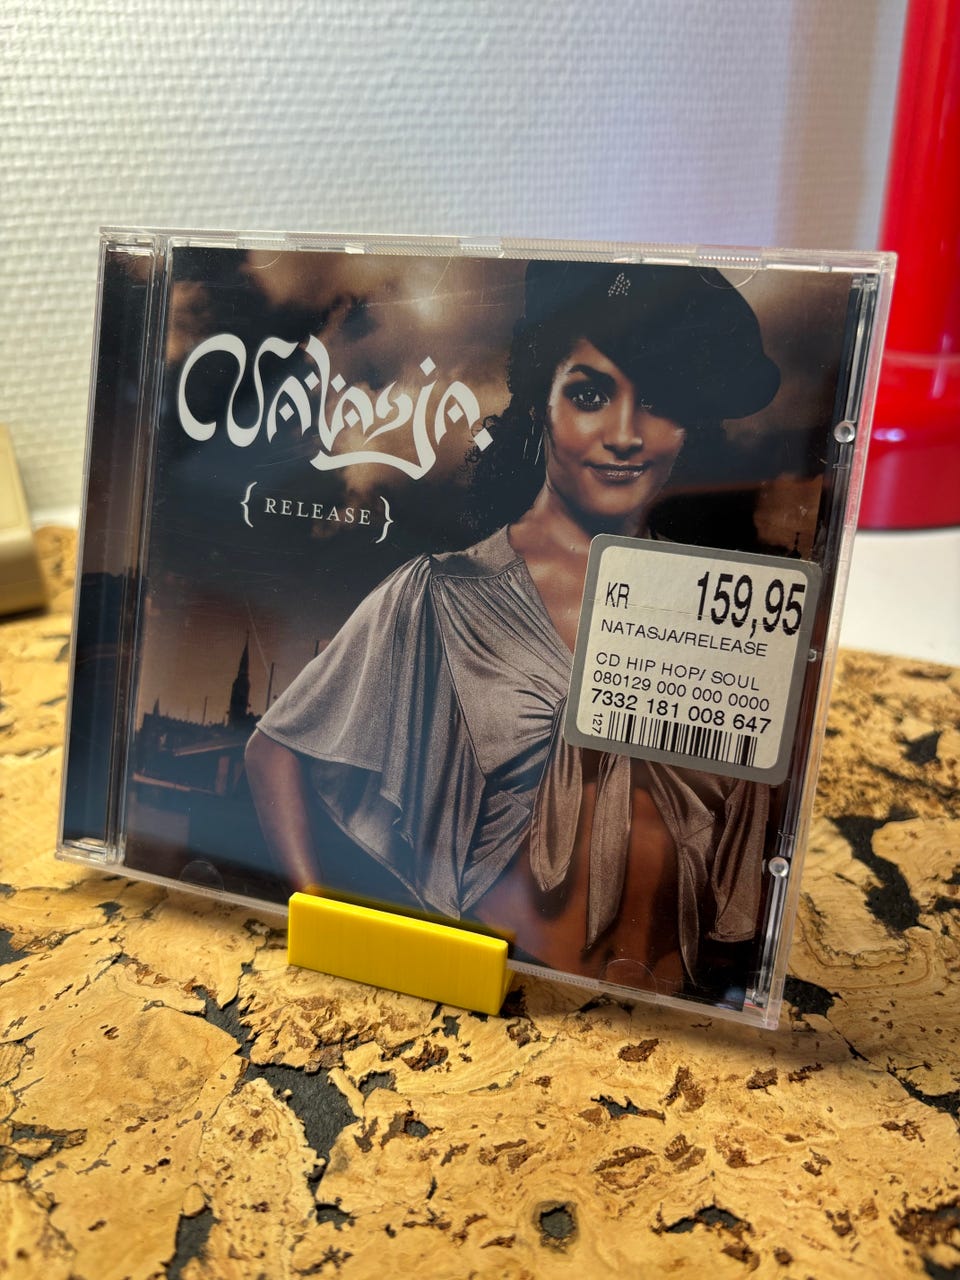 Natasja
{ RELEASE }
KR 159,95
NATASJA/RELEASE
CD HIP HOP/ SOUL
080129 000 000 0000
7332 181 008 647
127